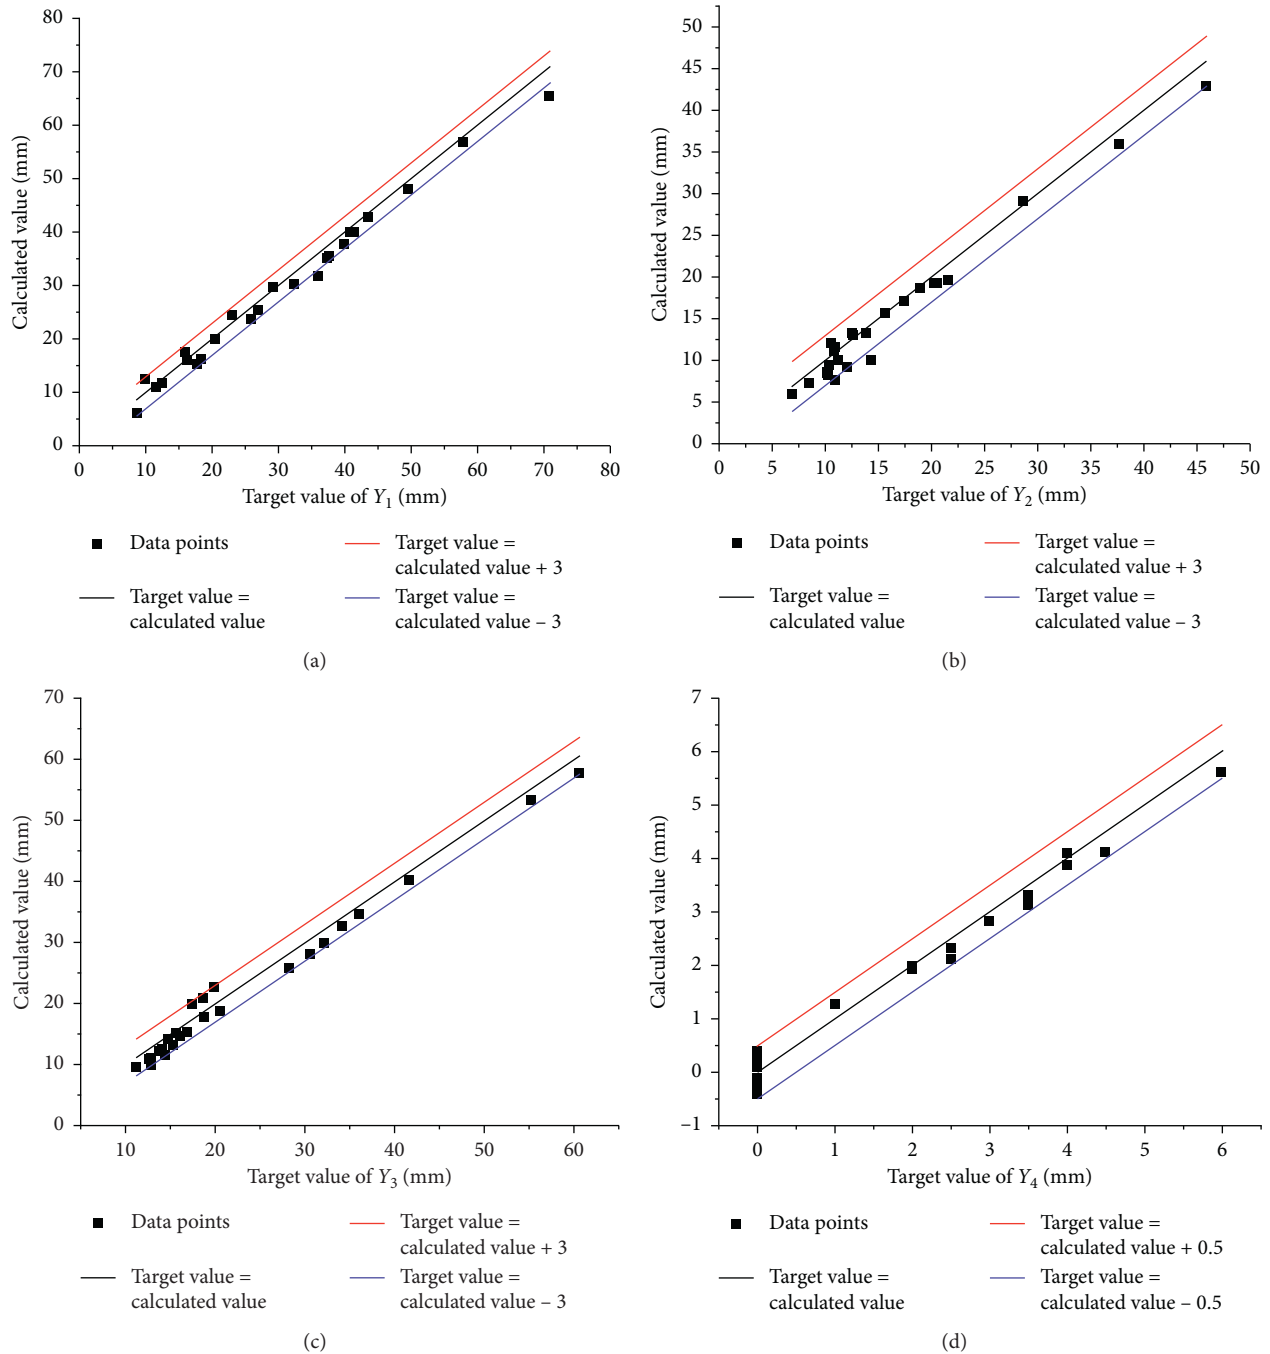 80
70
60
50
40
30
20
10
0
Calculated value (mm)
0 10 20 30 40 50 60 70 80
Target value of Y1 (mm)
Data points
Target value =
calculated value
Target value =
calculated value + 3
Target value =
calculated value – 3
(a)
50
45
40
35
30
25
20
15
10
5
0
Calculated value (mm)
0 5 10 15 20 25 30 35 40 45 50
Target value of Y2 (mm)
Data points
Target value =
calculated value
Target value =
calculated value + 3
Target value =
calculated value – 3
(b)
70
60
50
40
30
20
10
0
Calculated value (mm)
10 20 30 40 50 60
Target value of Y3 (mm)
Data points
Target value =
calculated value
Target value =
calculated value + 3
Target value =
calculated value – 3
(c)
7
6
5
4
3
2
1
0
–1
Calculated value (mm)
0 1 2 3 4 5 6
Target value of Y4 (mm)
Data points
Target value =
calculated value
Target value =
calculated value + 0.5
Target value =
calculated value – 0.5
(d)